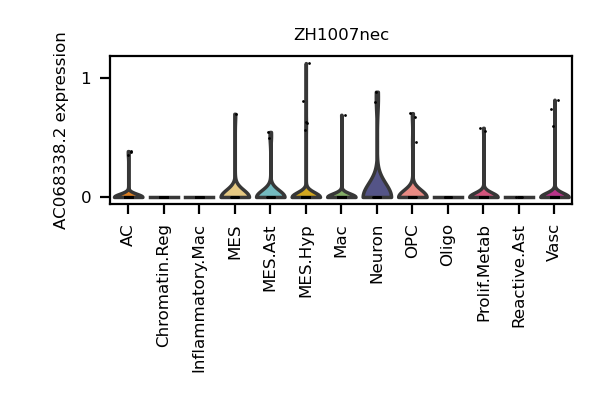 ZH1007nec
AC068338.2 expression
1
0
AC
Chromatin.Reg
Inflammatory.Mac
MES
MES.Ast
MES.Hyp
Mac
Neuron
OPC
Oligo
Prolif.Metab
Reactive.Ast
Vasc